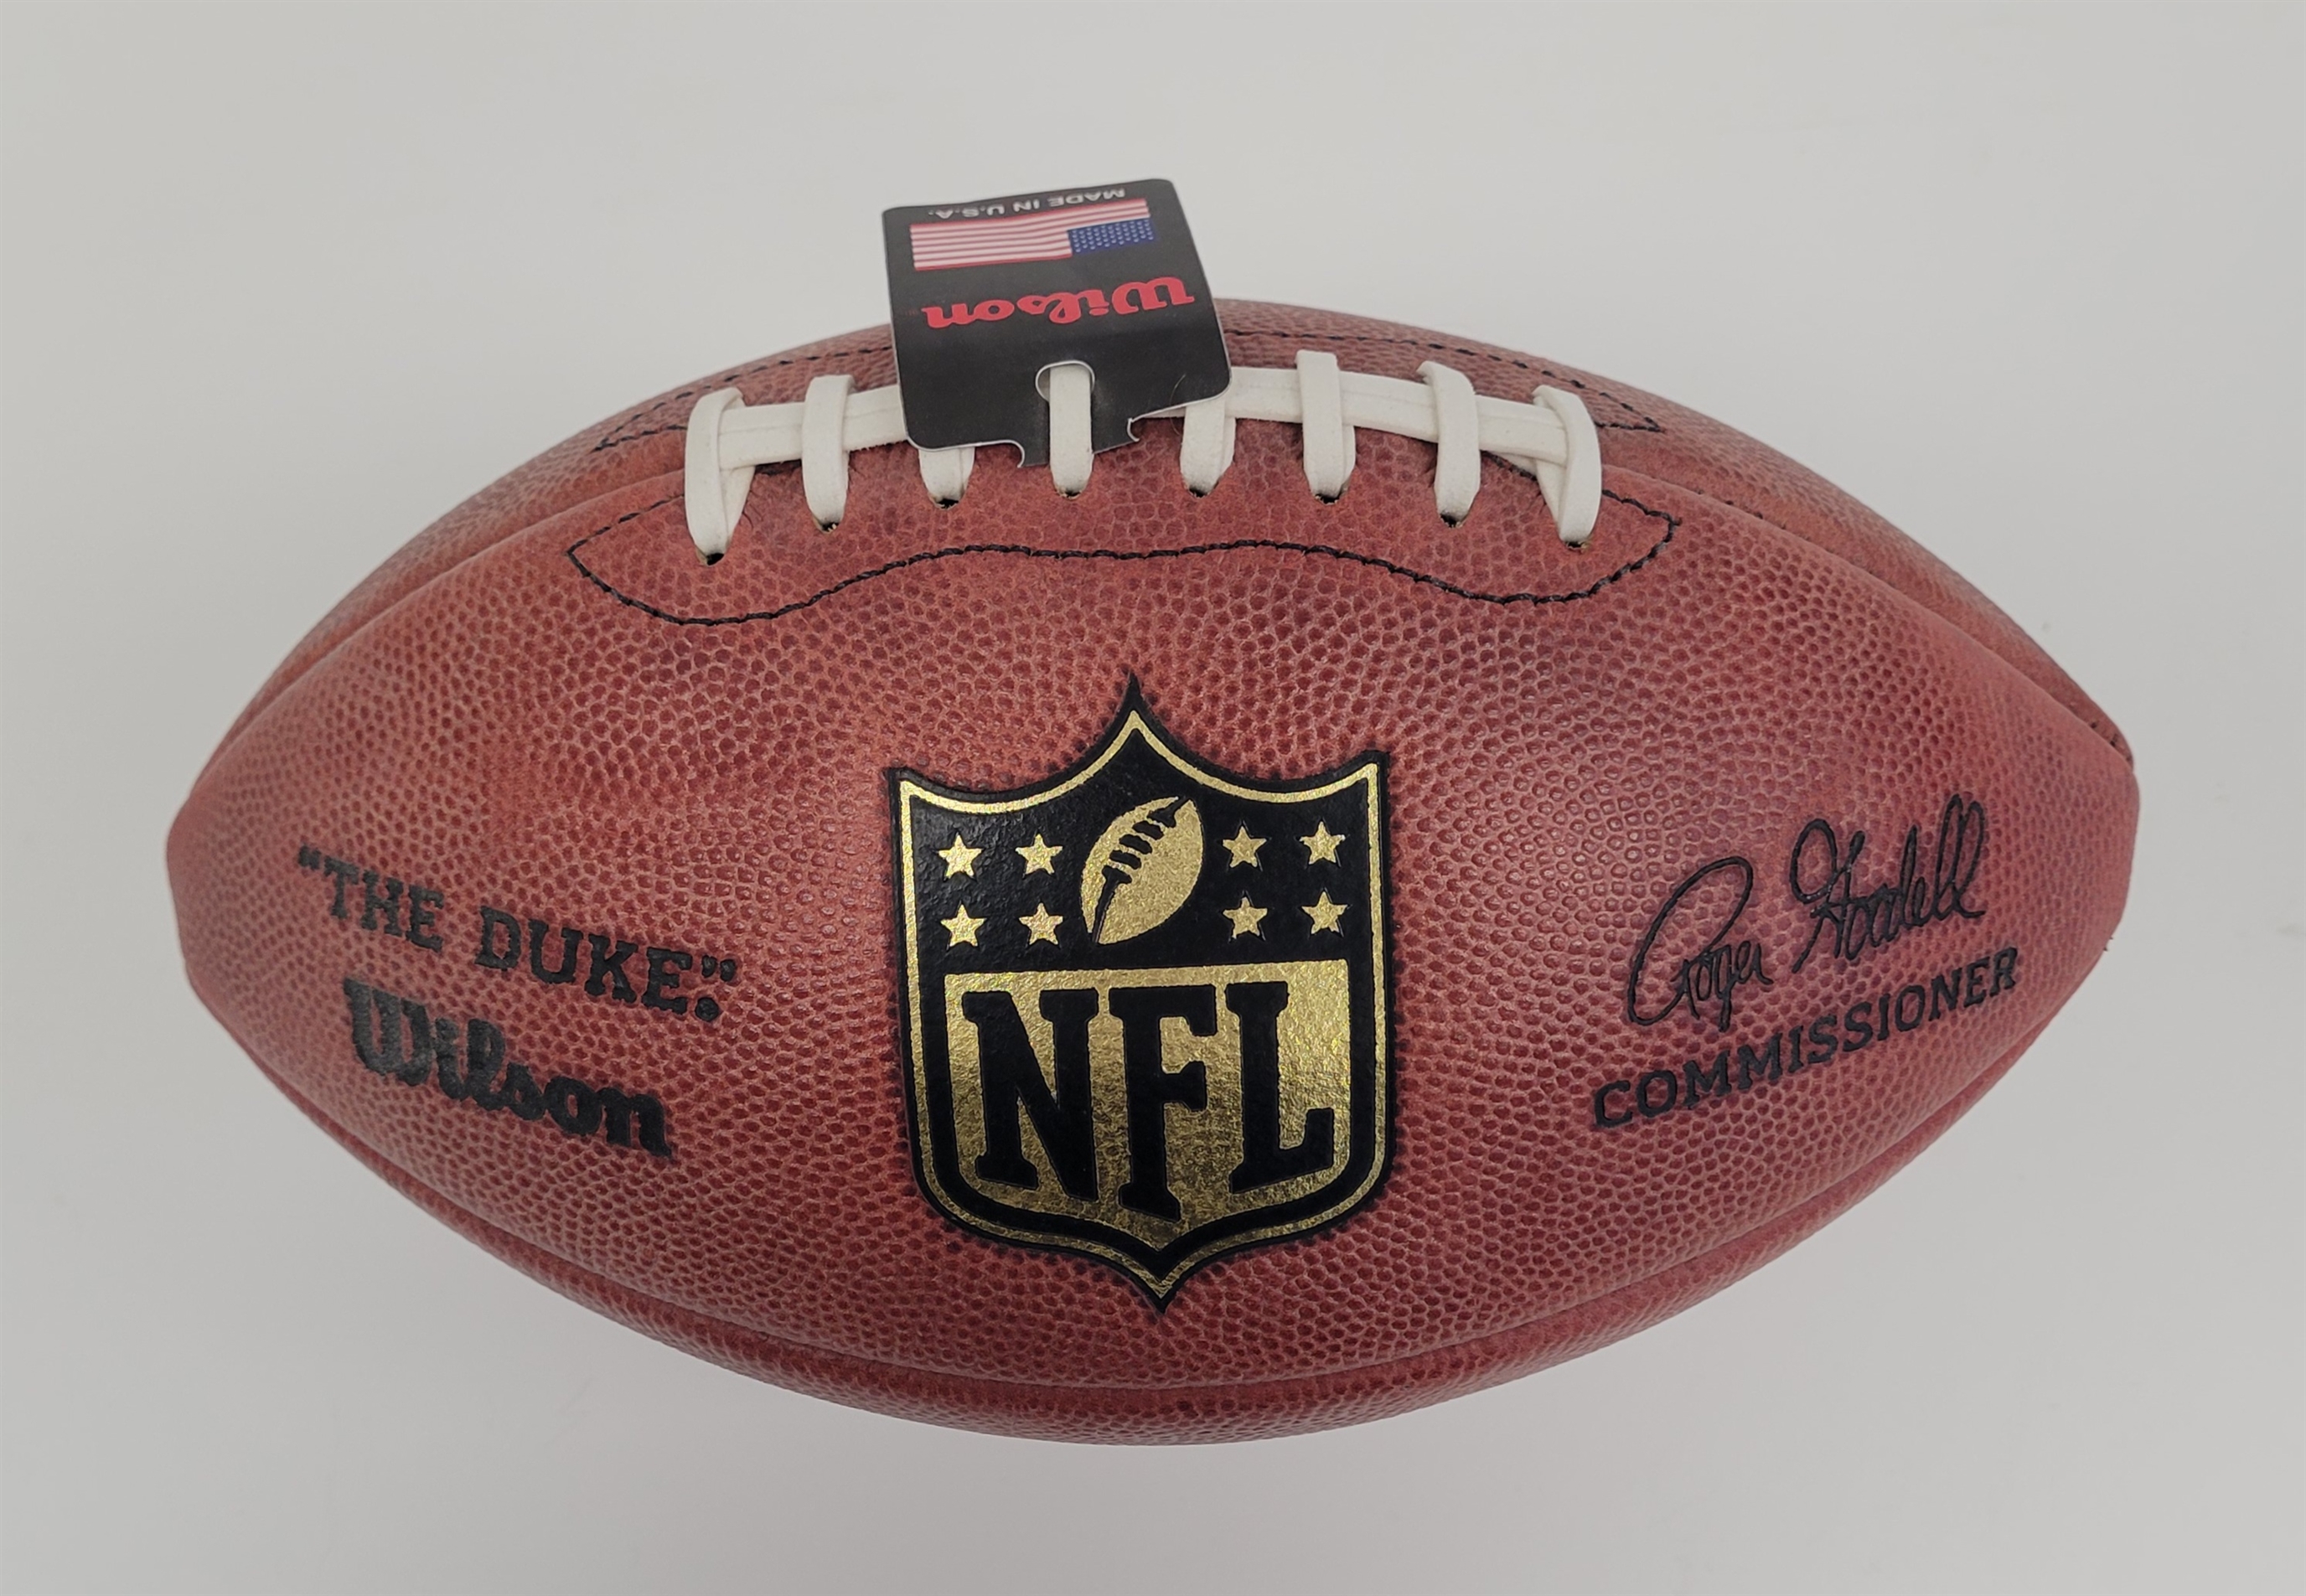 MADE IN U.S.A.
Wilson
"THE DUKE"®
Wilson
NFL
Roger Goodell
COMMISSIONER